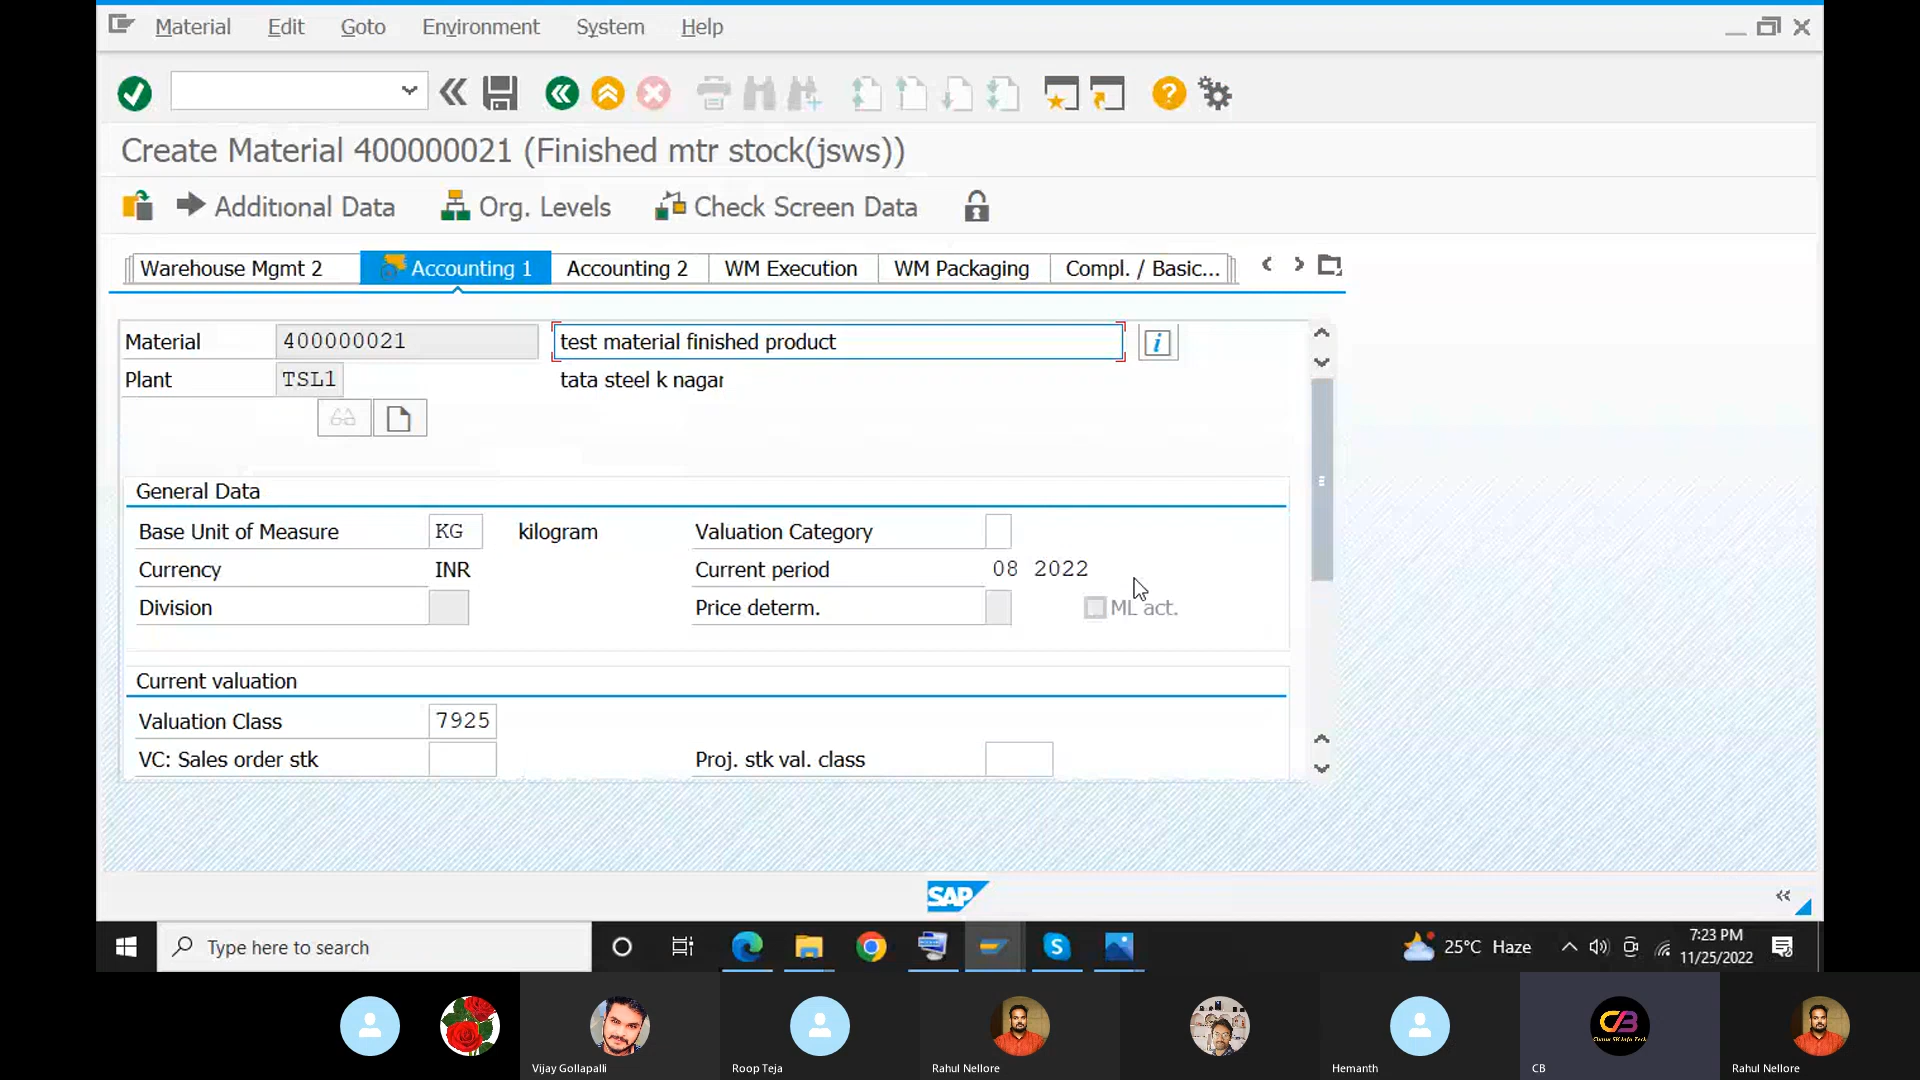 Material Edit Goto Environment System Help
Create Material 400000021 (Finished mtr stock(jsws))
Additional Data Org. Levels Check Screen Data
Warehouse Mgmt 2 Accounting 1 Accounting 2 WM Execution WM Packaging Compl. / Basic...
Material 400000021 test material finished product
Plant TSL1 tata steel k nagar
General Data
Base Unit of Measure KG kilogram Valuation Category
Currency INR Current period 08 2022
Division Price determ. ML act.
Current valuation
Valuation Class 7925
VC: Sales order stk Proj. stk val. class
SAP
Type here to search 25°C Haze 7:23 PM
11/25/2022
CB
Vijay Gollapalli Roop Teja Rahul Nellore Hemanth CB Rahul Nellore